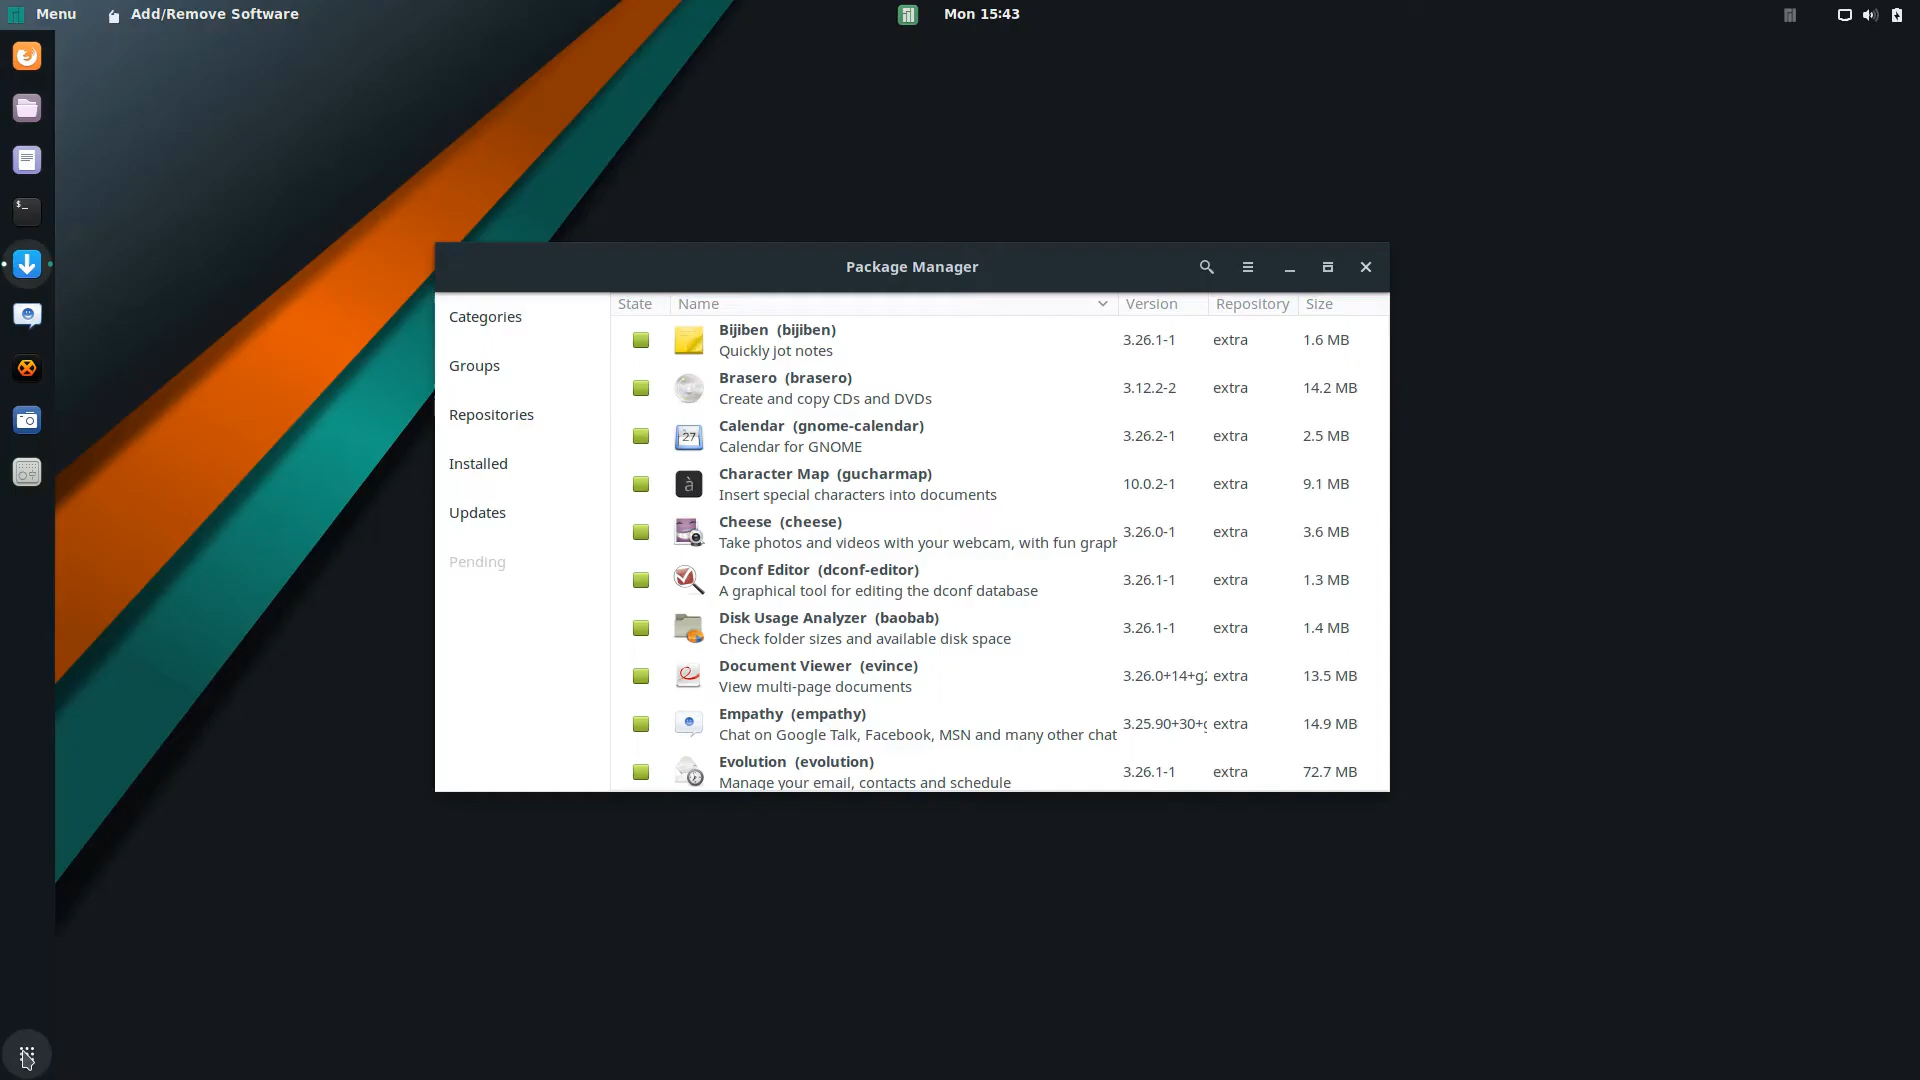 Menu Add/Remove Software Mon 15:43
$_
Package Manager
State Name Version Repository Size
Categories
Groups
Repositories
Installed
Updates
Pending
Bijiben (bijiben) 3.26.1-1 extra 1.6 MB
Quickly jot notes
Brasero (brasero) 3.12.2-2 extra 14.2 MB
Create and copy CDs and DVDs
Calendar (gnome-calendar) 3.26.2-1 extra 2.5 MB
27
Calendar for GNOME
Character Map (gucharmap) 10.0.2-1 extra 9.1 MB
à
Insert special characters into documents
Cheese (cheese) 3.26.0-1 extra 3.6 MB
Take photos and videos with your webcam, with fun graph
Dconf Editor (dconf-editor) 3.26.1-1 extra 1.3 MB
A graphical tool for editing the dconf database
Disk Usage Analyzer (baobab) 3.26.1-1 extra 1.4 MB
Check folder sizes and available disk space
Document Viewer (evince) 3.26.0+14+g extra 13.5 MB
View multi-page documents
Empathy (empathy) 3.25.90+30+ extra 14.9 MB
Chat on Google Talk, Facebook, MSN and many other chat
Evolution (evolution) 3.26.1-1 extra 72.7 MB
Manage your email, contacts and schedule